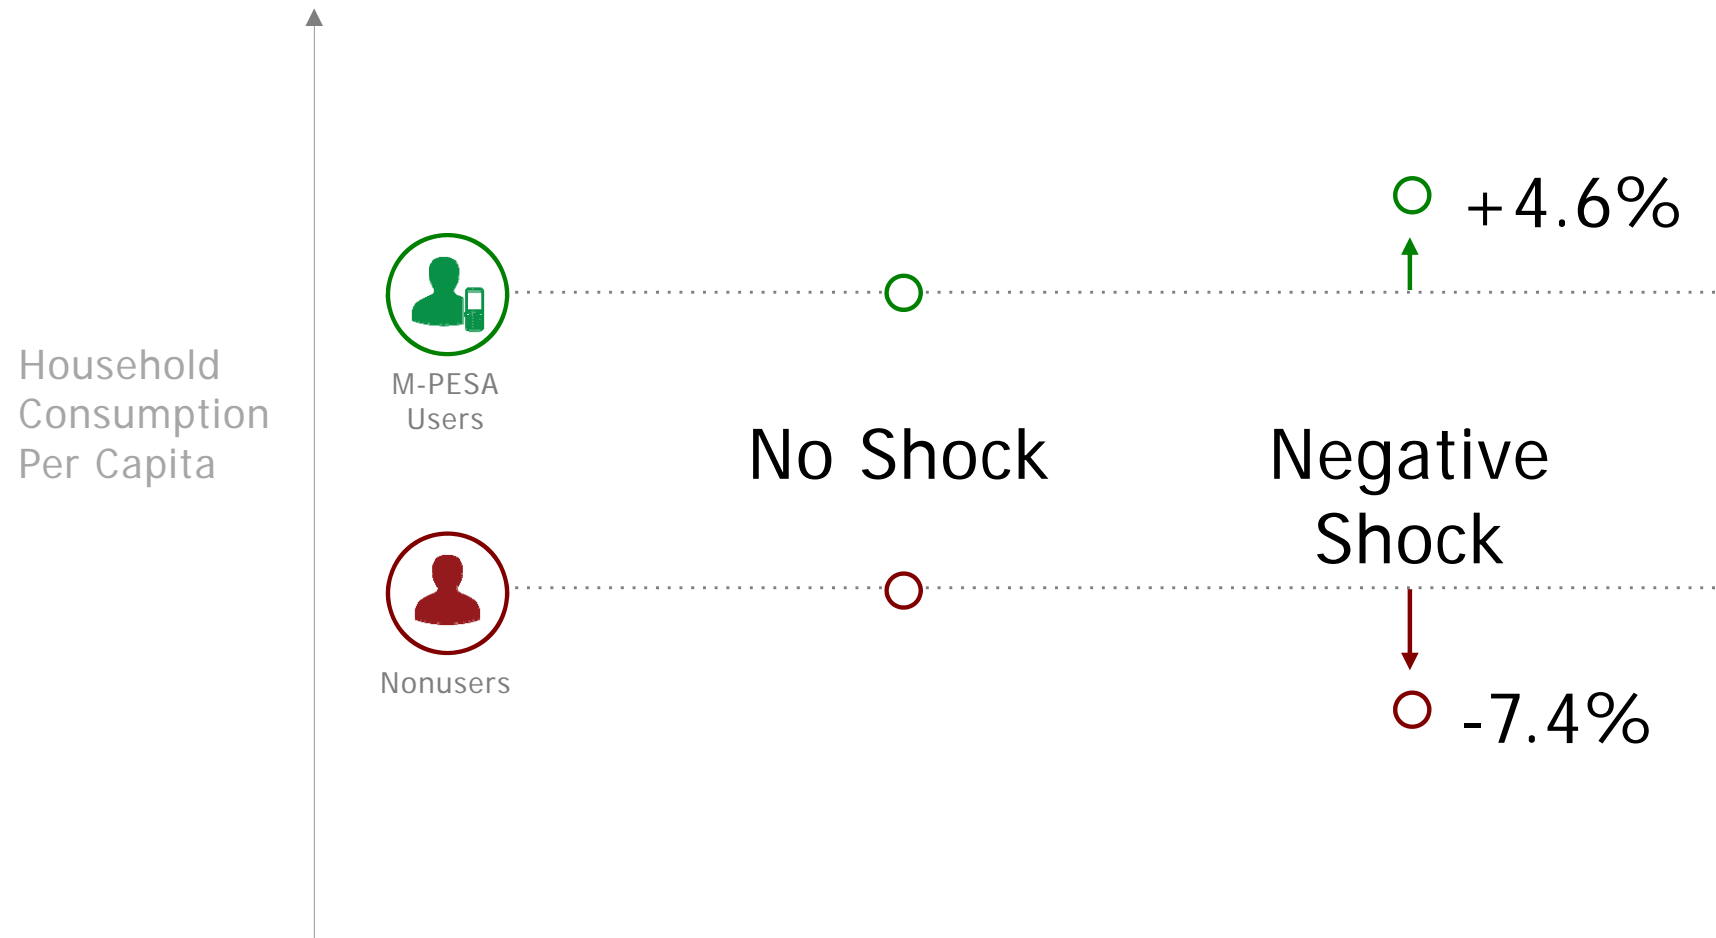 Household
Consumption
Per Capita
M-PESA
Users
Nonusers
No Shock
Negative
Shock
+4.6%
-7.4%